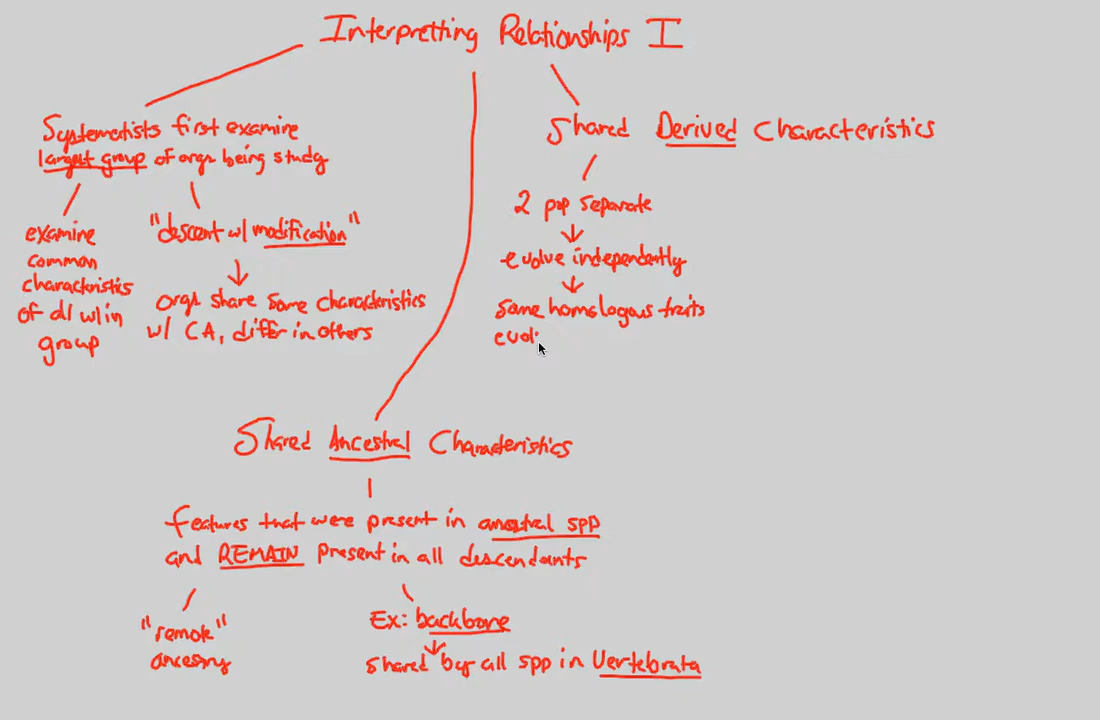 Interpretting Relationships I
Systematists first examine
largest group of orgs being study
examine
common
characteristics
of all w/in
group
"descent w/ modification"
orgs share some characteristics
w/ CA, differ in others
Shared Derived Characteristics
2 pop separate
evolve independently
some homologous traits
evol
Shared Ancestral Characteristics
features that were present in ancestral spp
and REMAIN present in all descendants
"remote"
ancestry
Ex: backbone
shared by all spp in Vertebrata